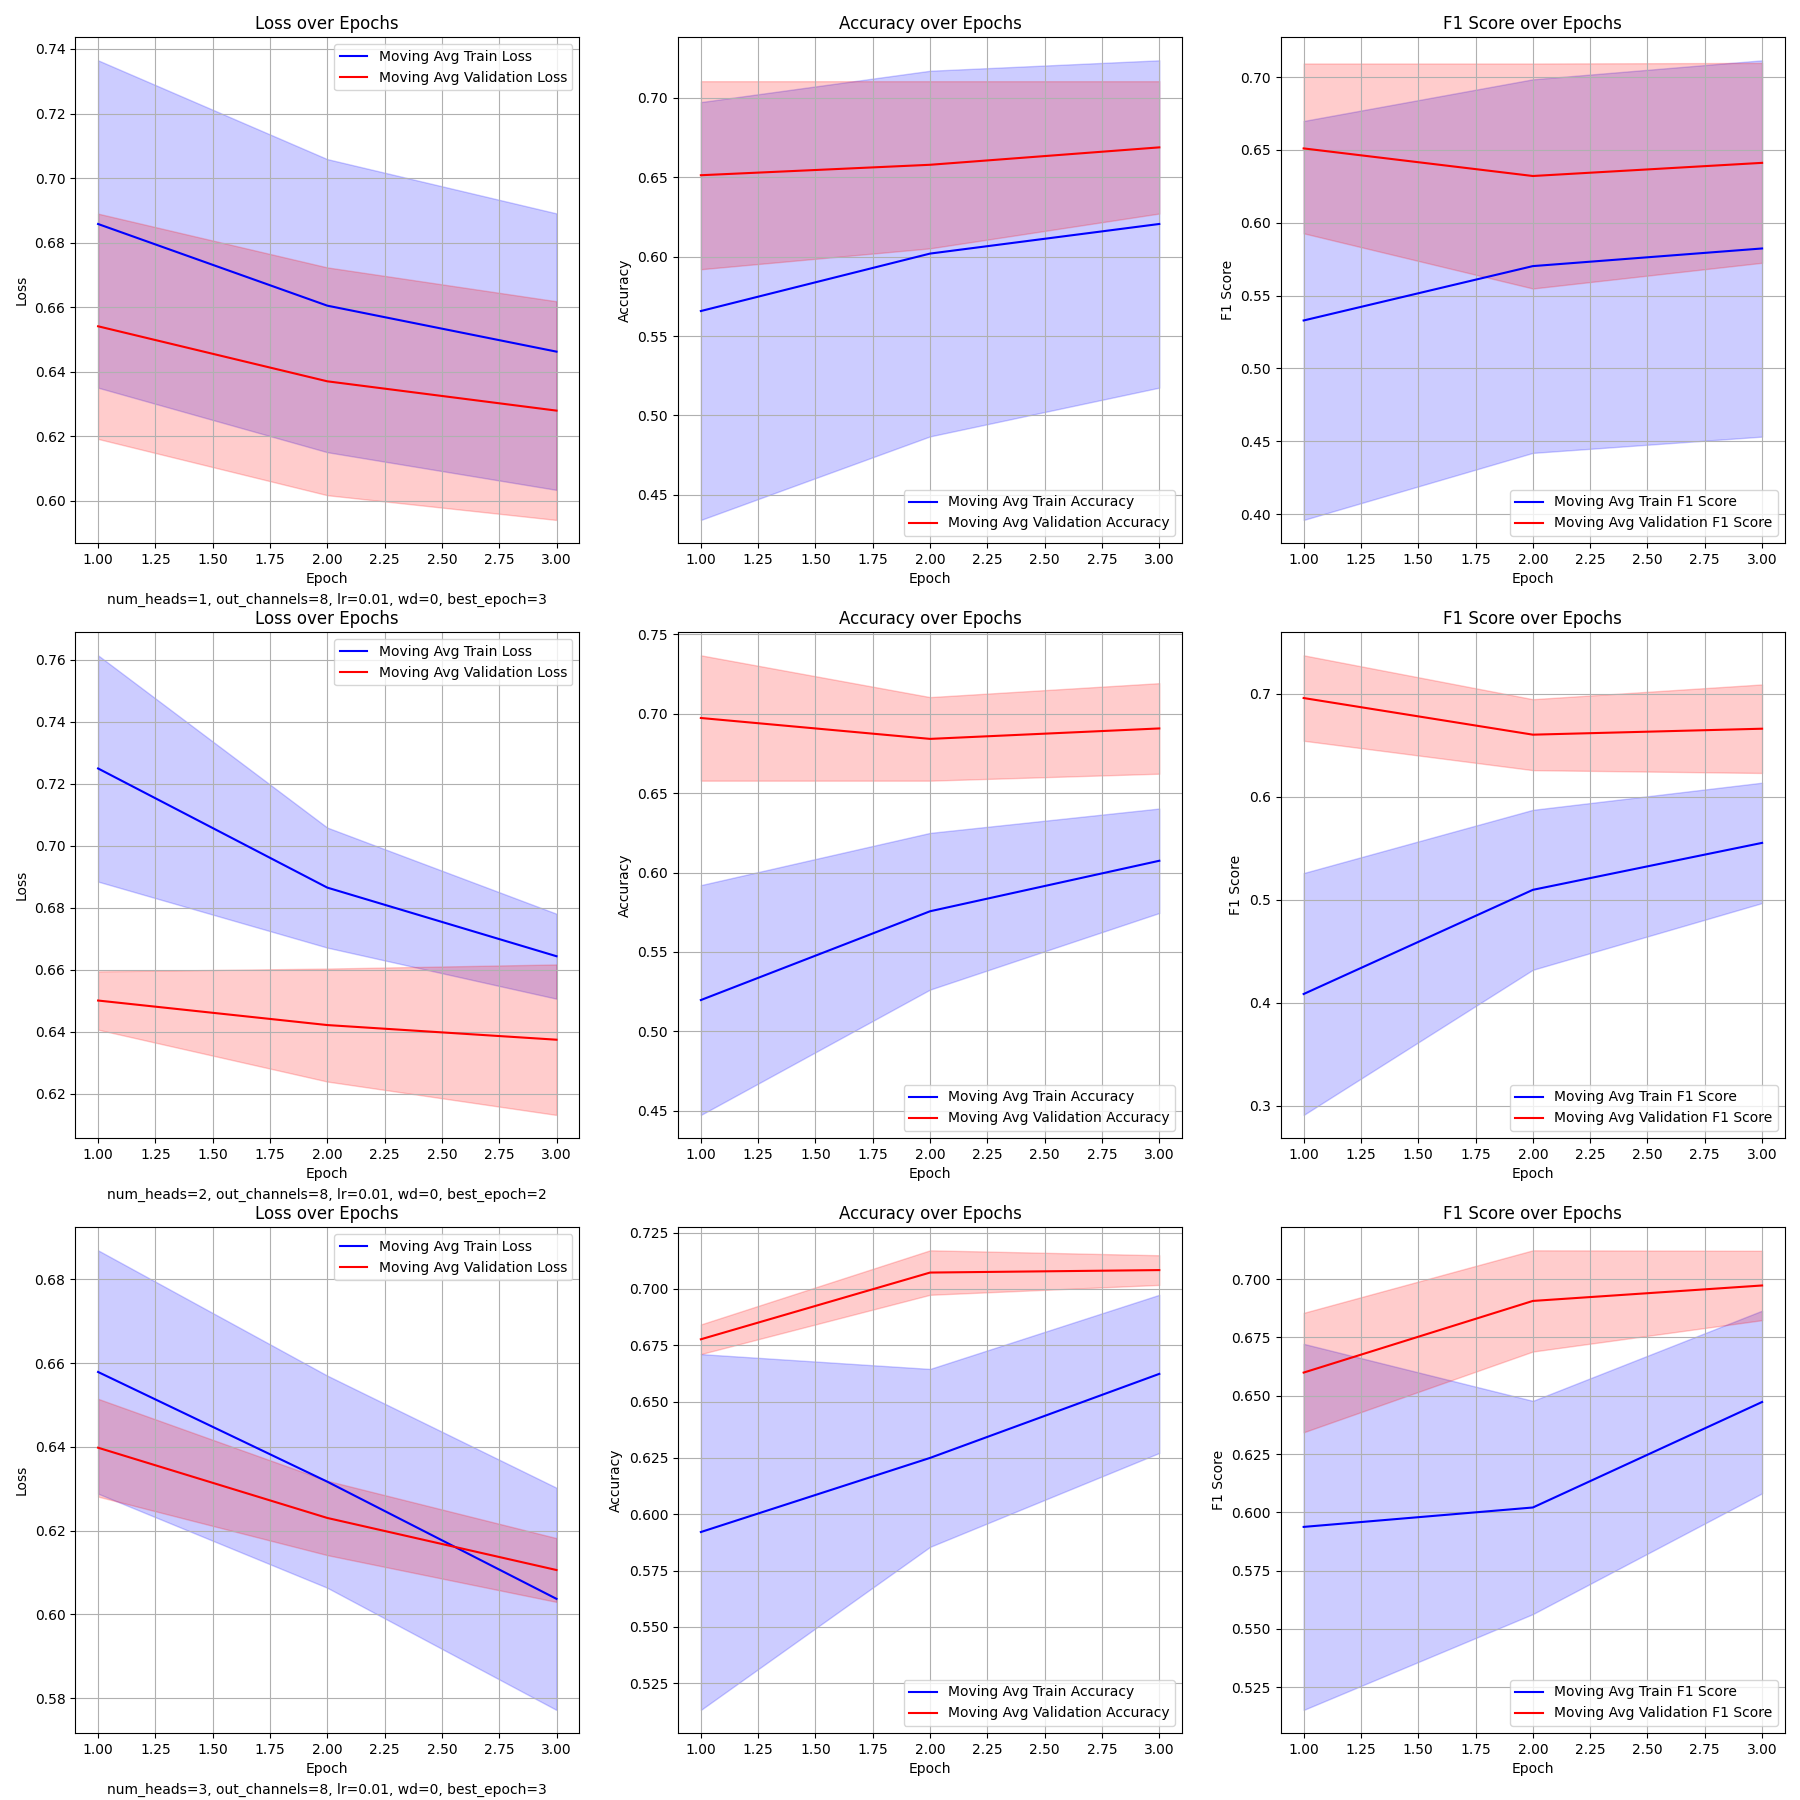 Loss over Epochs
Accuracy over Epochs
F1 Score over Epochs
Loss
0.74
0.72
0.70
0.68
0.66
0.64
0.62
0.60
Moving Avg Train Loss
Moving Avg Validation Loss
1.00 1.25 1.50 1.75 2.00 2.25 2.50 2.75 3.00
Epoch
num_heads=1, out_channels=8, lr=0.01, wd=0, best_epoch=3
Accuracy
0.70
0.65
0.60
0.55
0.50
0.45
Moving Avg Train Accuracy
Moving Avg Validation Accuracy
1.00 1.25 1.50 1.75 2.00 2.25 2.50 2.75 3.00
Epoch
F1 Score
0.70
0.65
0.60
0.55
0.50
0.45
0.40
Moving Avg Train F1 Score
Moving Avg Validation F1 Score
1.00 1.25 1.50 1.75 2.00 2.25 2.50 2.75 3.00
Epoch
Loss over Epochs
Accuracy over Epochs
F1 Score over Epochs
Loss
0.76
0.74
0.72
0.70
0.68
0.66
0.64
0.62
Moving Avg Train Loss
Moving Avg Validation Loss
1.00 1.25 1.50 1.75 2.00 2.25 2.50 2.75 3.00
Epoch
num_heads=2, out_channels=8, lr=0.01, wd=0, best_epoch=2
Accuracy
0.75
0.70
0.65
0.60
0.55
0.50
0.45
Moving Avg Train Accuracy
Moving Avg Validation Accuracy
1.00 1.25 1.50 1.75 2.00 2.25 2.50 2.75 3.00
Epoch
F1 Score
0.7
0.6
0.5
0.4
0.3
Moving Avg Train F1 Score
Moving Avg Validation F1 Score
1.00 1.25 1.50 1.75 2.00 2.25 2.50 2.75 3.00
Epoch
Loss over Epochs
Accuracy over Epochs
F1 Score over Epochs
Loss
0.68
0.66
0.64
0.62
0.60
0.58
Moving Avg Train Loss
Moving Avg Validation Loss
1.00 1.25 1.50 1.75 2.00 2.25 2.50 2.75 3.00
Epoch
num_heads=3, out_channels=8, lr=0.01, wd=0, best_epoch=3
Accuracy
0.725
0.700
0.675
0.650
0.625
0.600
0.575
0.550
0.525
Moving Avg Train Accuracy
Moving Avg Validation Accuracy
1.00 1.25 1.50 1.75 2.00 2.25 2.50 2.75 3.00
Epoch
F1 Score
0.700
0.675
0.650
0.625
0.600
0.575
0.550
0.525
Moving Avg Train F1 Score
Moving Avg Validation F1 Score
1.00 1.25 1.50 1.75 2.00 2.25 2.50 2.75 3.00
Epoch